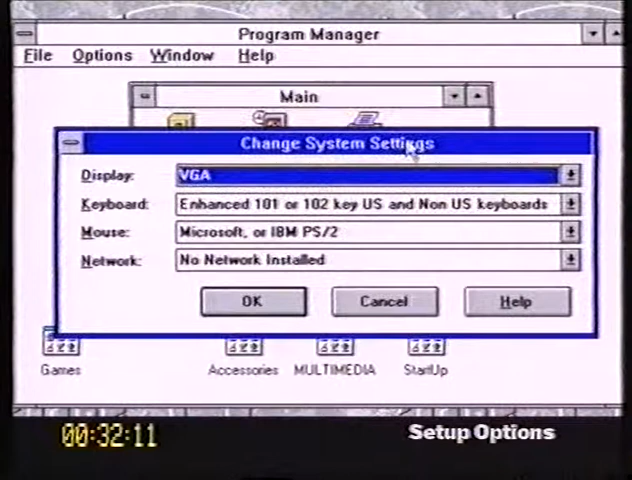 Program Manager
File Options Window Help
Main
Change System Settings
Display: VGA
Keyboard: Enhanced 101 or 102 key US and Non US keyboards
Mouse: Microsoft, or IBM PS/2
Network: No Network Installed
OK Cancel Help
Games Accessories MULTIMEDIA StartUp
00:32:11 Setup Options